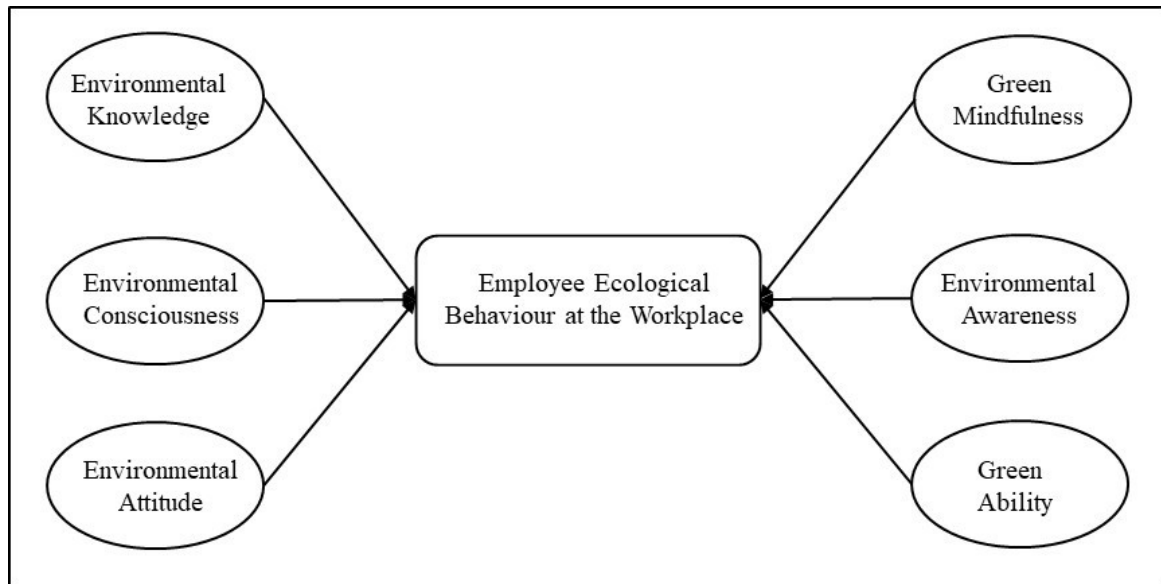 Environmental
Knowledge
Environmental
Consciousness
Environmental
Attitude
Employee Ecological
Behaviour at the Workplace
Green
Mindfulness
Environmental
Awareness
Green
Ability